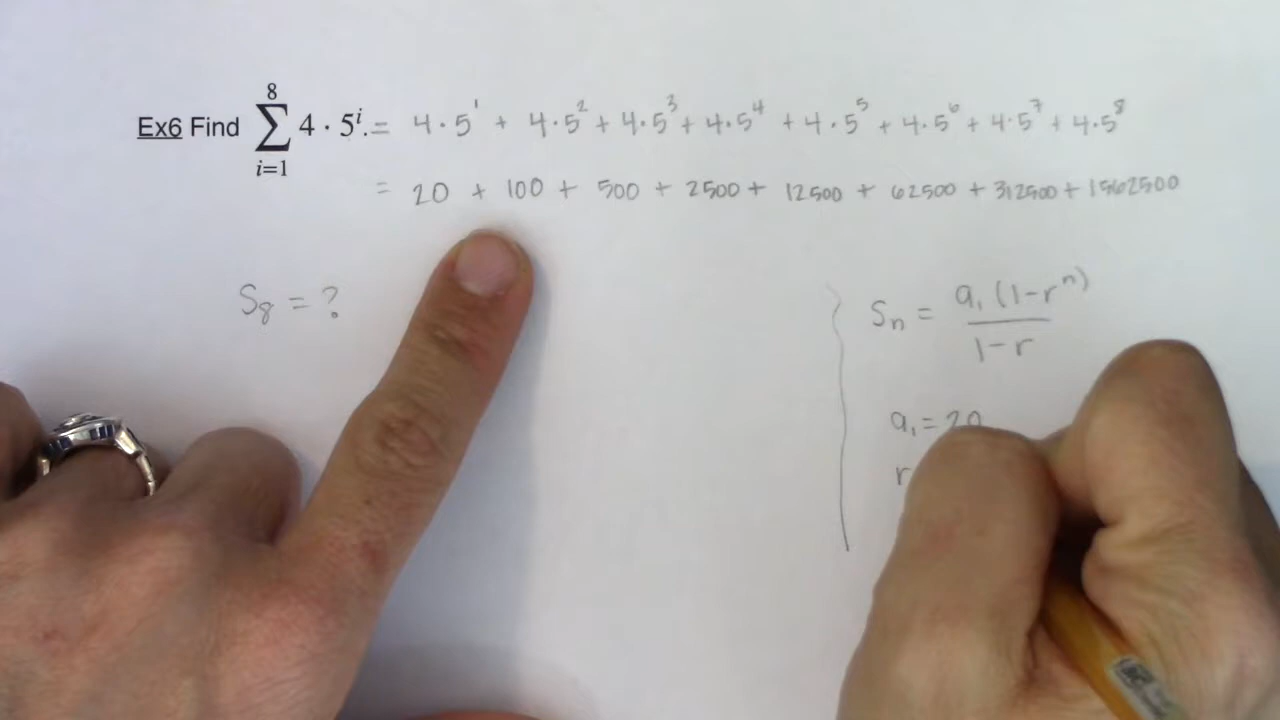 Ex6 Find 8 ∑ i=1 4 · 5^i. = 4·5^1 + 4·5^2 + 4·5^3 + 4·5^4 + 4·5^5 + 4·5^6 + 4·5^7 + 4·5^8
= 20 + 100 + 500 + 2500 + 12500 + 62500 + 312500 + 1562500
S_8 = ?
S_n = a_1 (1-r^n) / 1-r
a_1 = 20
r